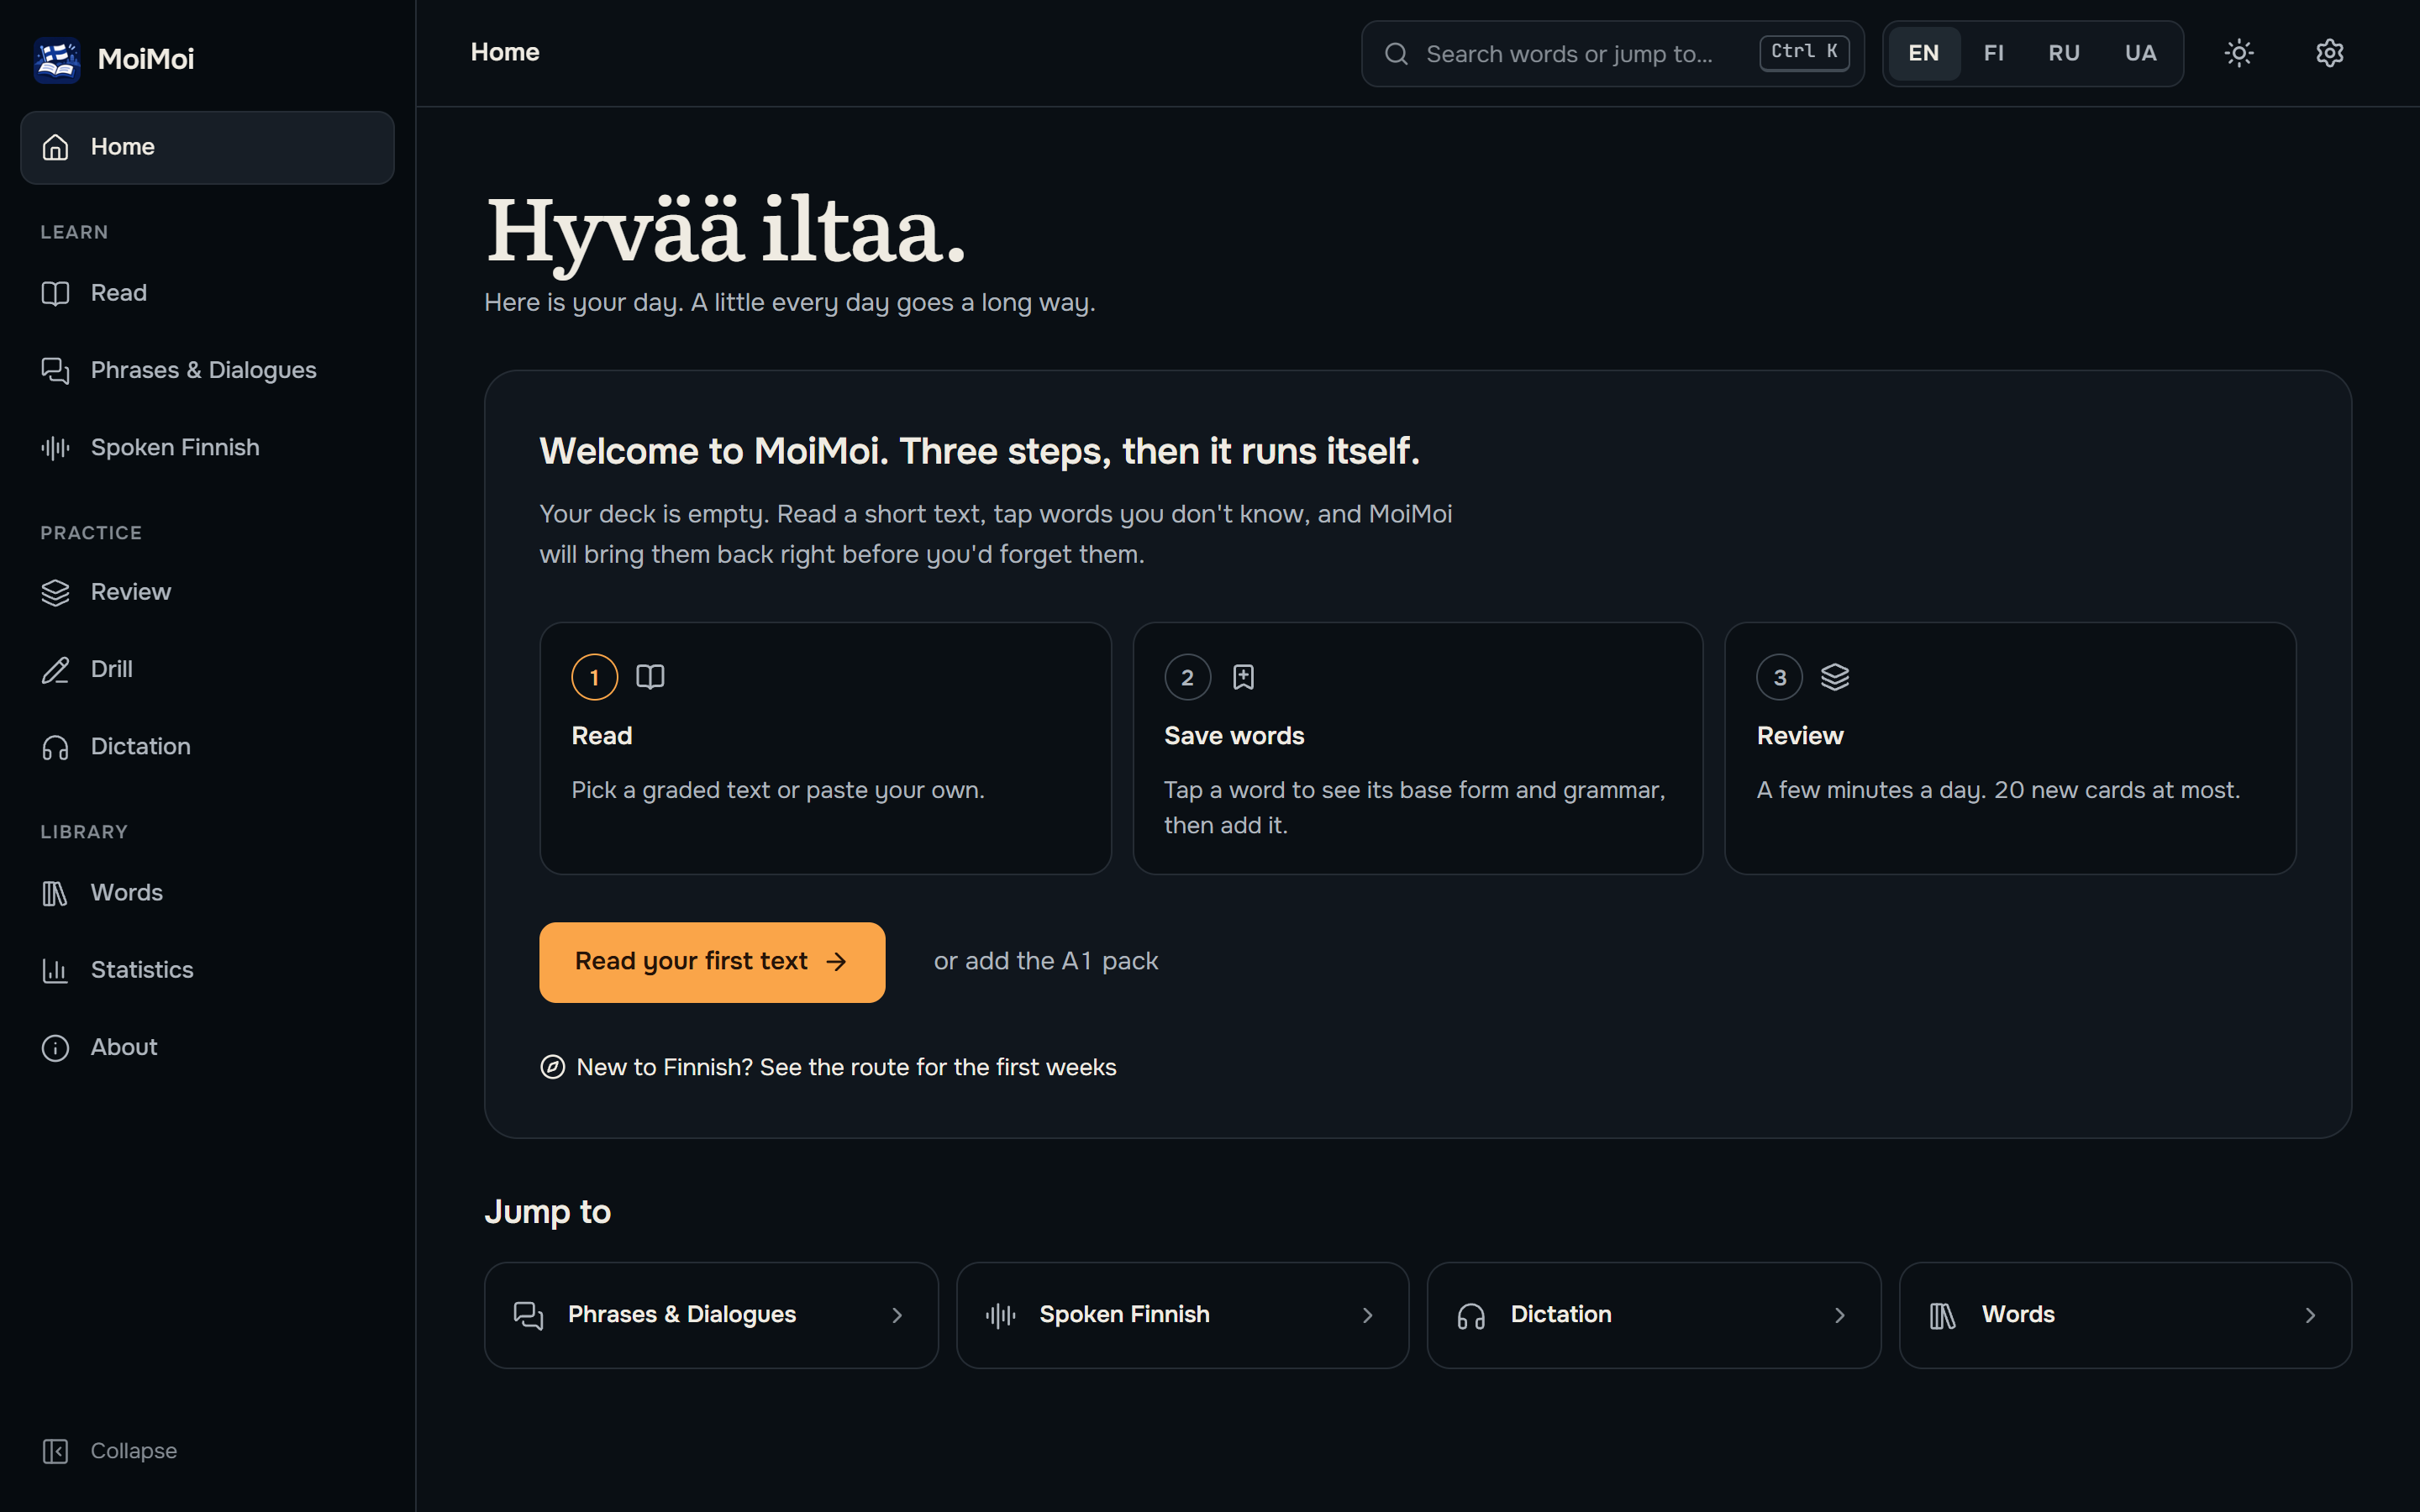 MoiMoi
Home
LEARN
Read
Phrases & Dialogues
Spoken Finnish
PRACTICE
Review
Drill
Dictation
LIBRARY
Words
Statistics
About
Collapse
Home
Search words or jump to...
Ctrl K
EN FI RU UA
Hyvää iltaa.
Here is your day. A little every day goes a long way.
Welcome to MoiMoi. Three steps, then it runs itself.
Your deck is empty. Read a short text, tap words you don't know, and MoiMoi
will bring them back right before you'd forget them.
1
Read
Pick a graded text or paste your own.
2
Save words
Tap a word to see its base form and grammar,
then add it.
3
Review
A few minutes a day. 20 new cards at most.
Read your first text
or add the A1 pack
New to Finnish? See the route for the first weeks
Jump to
Phrases & Dialogues
Spoken Finnish
Dictation
Words